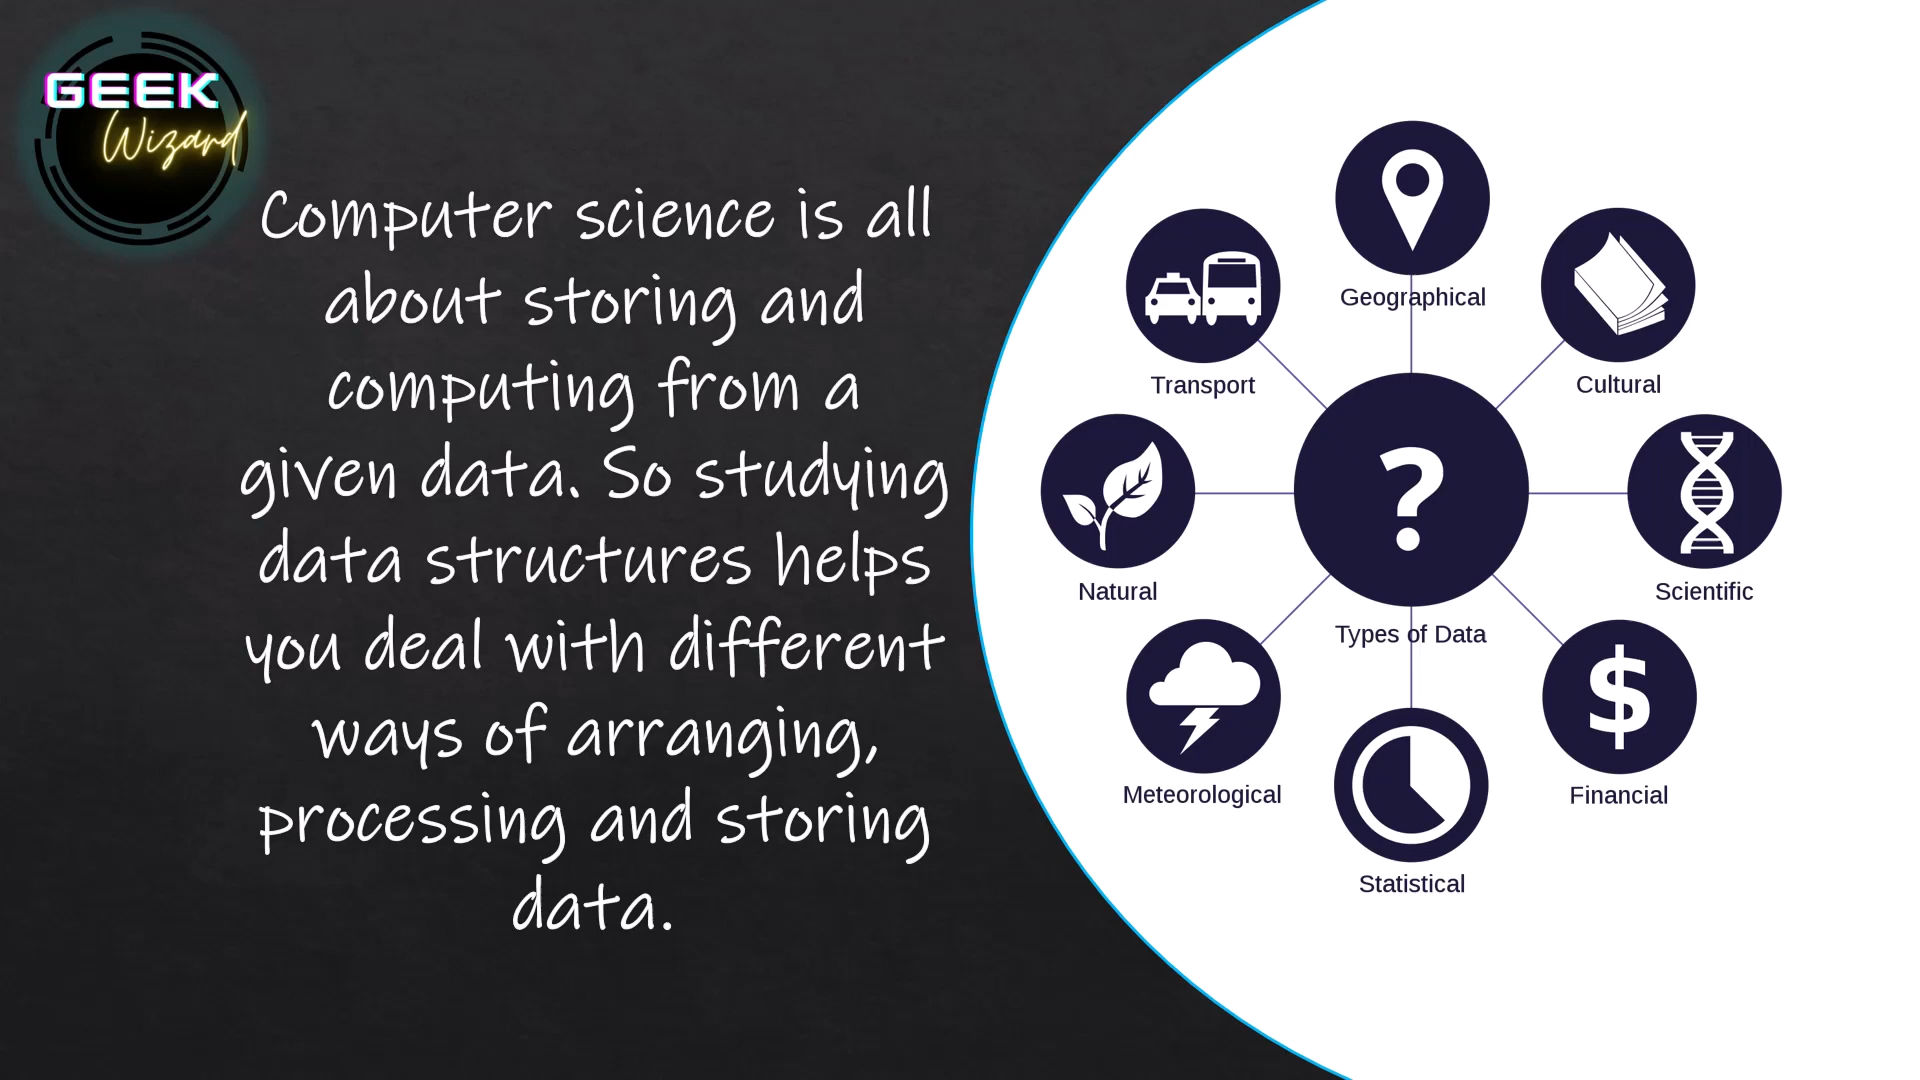 GEEK
Wizard
Computer science is all
about storing and
computing from a
given data. So studying
data structures helps
you deal with different
ways of arranging,
processing and storing
data.
Geographical
Transport
Cultural
?
Natural
Scientific
Types of Data
$
Meteorological
Financial
Statistical